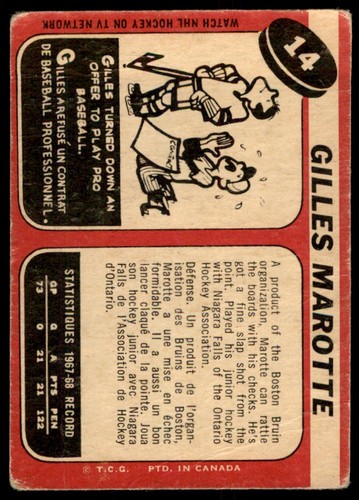 14
GILLES MAROTTE
WATCH NHL HOCKEY ON TV NETWORK
CONTRACT
GILLES TURNED DOWN AN
OFFER TO PLAY PRO
BASEBALL.
GILLES AREFUSÉ UN CONTRAT
DE BASEBALL PROFESSIONNEL.
A product of the Boston Bruin
organization Marotte can rattle
the boards with his checks. He's
got a fine slap shot from the
point. Played his junior hockey
with Niagara Falls of the Ontario
Hockey Association.
Défense. Un produit de l'organ-
isation des Bruins de Boston,
Marotte a une mise en échec
formidable. Il a aussi un bon
lancer claqué de la pointe. Joua
son hockey junior avec Niagara
Falls de l'Association de Hockey
d'Ontario.
STATISTIQUES 1967-68 RECORD
GP G A PTS PEN
73 0 21 21 122
© T.C.G. PTD. IN CANADA